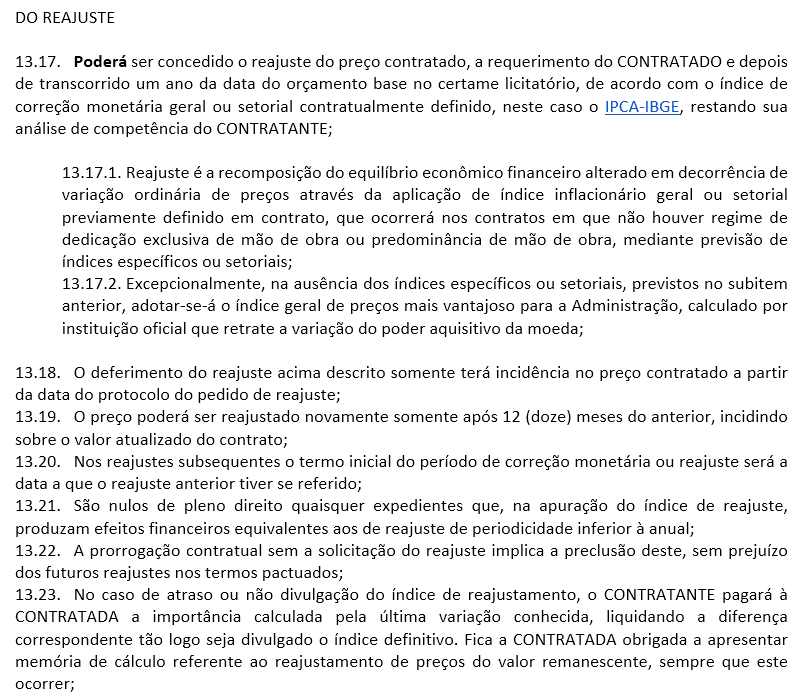 DO REAJUSTE
13.17. Poderá ser concedido o reajuste do preço contratado, a requerimento do CONTRATADO e depois
de transcorrido um ano da data do orçamento base no certame licitatório, de acordo com o índice de
correção monetária geral ou setorial contratualmente definido, neste caso o IPCA-IBGE, restando sua
análise de competência do CONTRATANTE;
13.17.1. Reajuste é a recomposição do equilíbrio econômico financeiro alterado em decorrência de
variação ordinária de preços através da aplicação de índice inflacionário geral ou setorial
previamente definido em contrato, que ocorrerá nos contratos em que não houver regime de
dedicação exclusiva de mão de obra ou predominância de mão de obra, mediante previsão de
índices específicos ou setoriais;
13.17.2. Excepcionalmente, na ausência dos índices específicos ou setoriais, previstos no subitem
anterior, adotar-se-á o índice geral de preços mais vantajoso para a Administração, calculado por
instituição oficial que retrate a variação do poder aquisitivo da moeda;
13.18. O deferimento do reajuste acima descrito somente terá incidência no preço contratado a partir
da data do protocolo do pedido de reajuste;
13.19. O preço poderá ser reajustado novamente somente após 12 (doze) meses do anterior, incidindo
sobre o valor atualizado do contrato;
13.20. Nos reajustes subsequentes o termo inicial do período de correção monetária ou reajuste será a
data a que o reajuste anterior tiver se referido;
13.21. São nulos de pleno direito quaisquer expedientes que, na apuração do índice de reajuste,
produzam efeitos financeiros equivalentes aos de reajuste de periodicidade inferior à anual;
13.22. A prorrogação contratual sem a solicitação do reajuste implica a preclusão deste, sem prejuízo
dos futuros reajustes nos termos pactuados;
13.23. No caso de atraso ou não divulgação do índice de reajustamento, o CONTRATANTE pagará à
CONTRATADA a importância calculada pela última variação conhecida, liquidando a diferença
correspondente tão logo seja divulgado o índice definitivo. Fica a CONTRATADA obrigada a apresentar
memória de cálculo referente ao reajustamento de preços do valor remanescente, sempre que este
ocorrer;